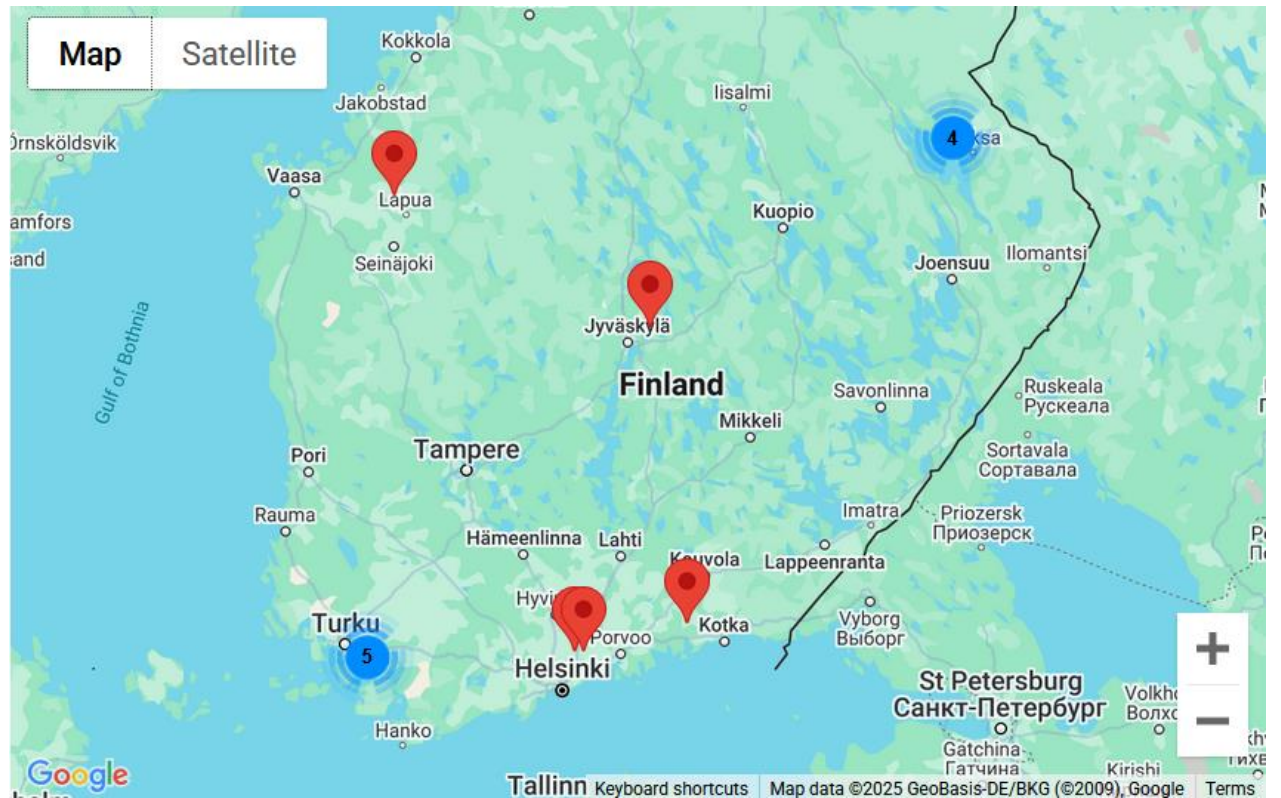 Map
Satellite
Kokkola
Jakobstad
Iisalmi
Örnsköldsvik
4
Vaasa
Lapua
Kuopio
Seinäjoki
Joensuu
Ilomantsi
Gulf of Bothnia
Jyväskylä
Finland
Savonlinna
Ruskeala
Рускеала
Mikkeli
Pori
Tampere
Sortavala
Сортавала
Rauma
Imatra
Priozersk
Приозерск
Hämeenlinna
Lahti
Kouvola
Lappeenranta
Turku
Porvoo
Kotka
Vyborg
Выборг
5
Helsinki
St Petersburg
Санкт-Петербург
Hanko
Gatchina
Гатчина
Kirishi
Google
Tallinn
Keyboard shortcuts
Map data ©2025 GeoBasis-DE/BKG (©2009), Google
Terms
+
−